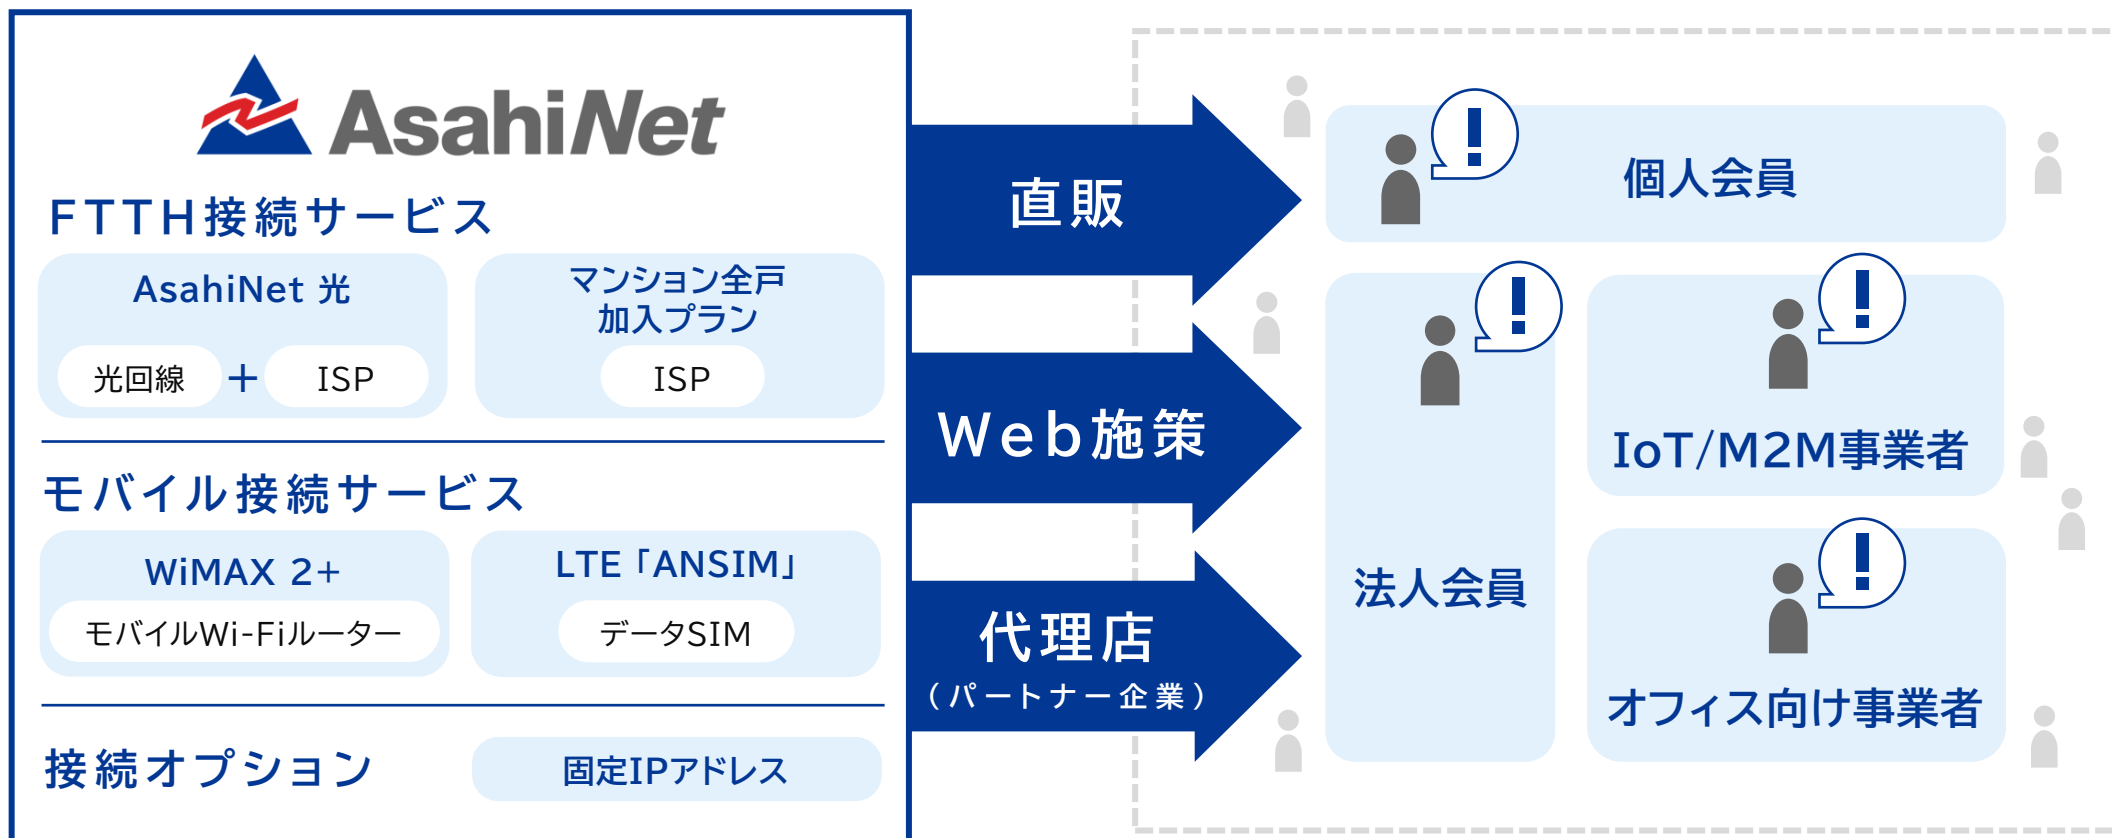 AsahiNet
FTTH接続サービス
AsahiNet 光
光回線
+
ISP
マンション全戸
加入プラン
ISP
モバイル接続サービス
WiMAX 2+
モバイルWi-Fiルーター
LTE「ANSIM」
データSIM
接続オプション
固定IPアドレス
直販
Web施策
代理店
（パートナー企業）
!
個人会員
!
法人会員
!
IoT/M2M事業者
!
オフィス向け事業者